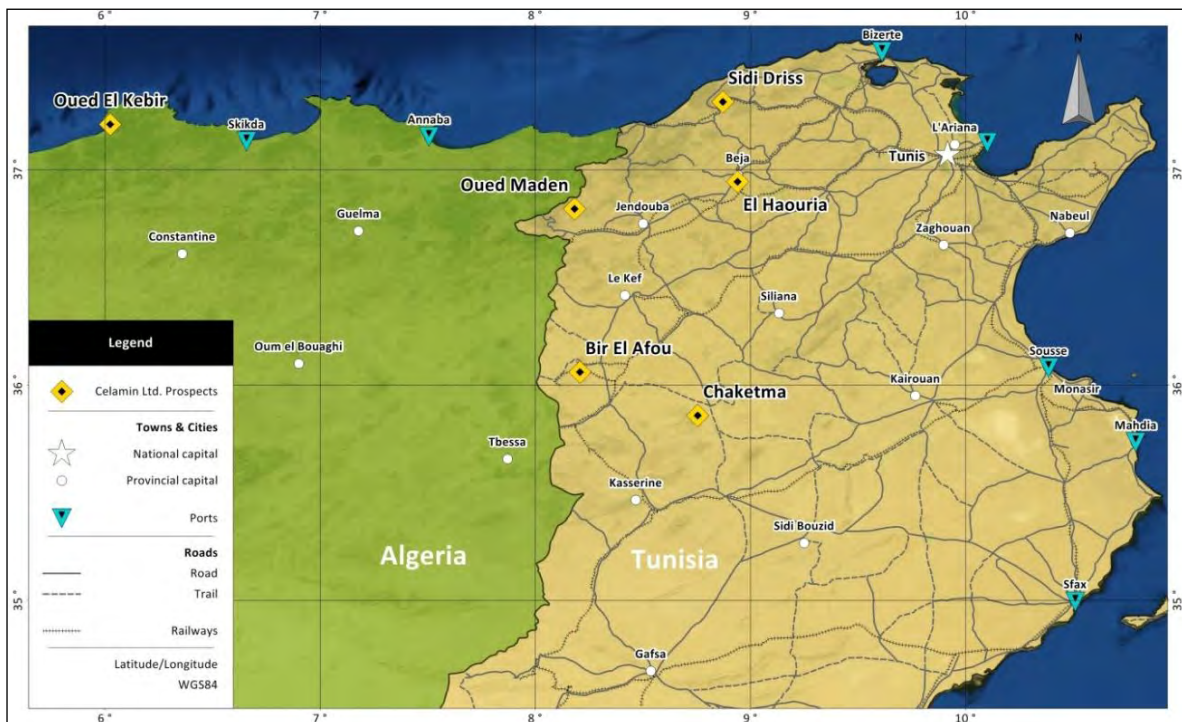 6° 7° 8° 9° 10°
Bizerte
N
Sidi Driss
Oued El Kebir
Skikda
Annaba
L'Ariana
Tunis
Beja
37° 37°
Oued Maden
El Haouria
Jendouba
Nabeul
Guelma
Zaghouan
Constantine
Le Kef
Siliana
Bir El Afou
Oum el Bouaghi
Sousse
36° 36°
Kairouan
Monasir
Chaketma
Mahdia
Tbessa
Kasserine
Sidi Bouzid
Algeria
Tunisia
Sfax
35° 35°
Gafsa
Legend
Celamin Ltd. Prospects
Towns & Cities
National capital
Provincial capital
Ports
Roads
Road
Trail
Railways
Latitude/Longitude
WGS84
6° 7° 8° 9° 10°